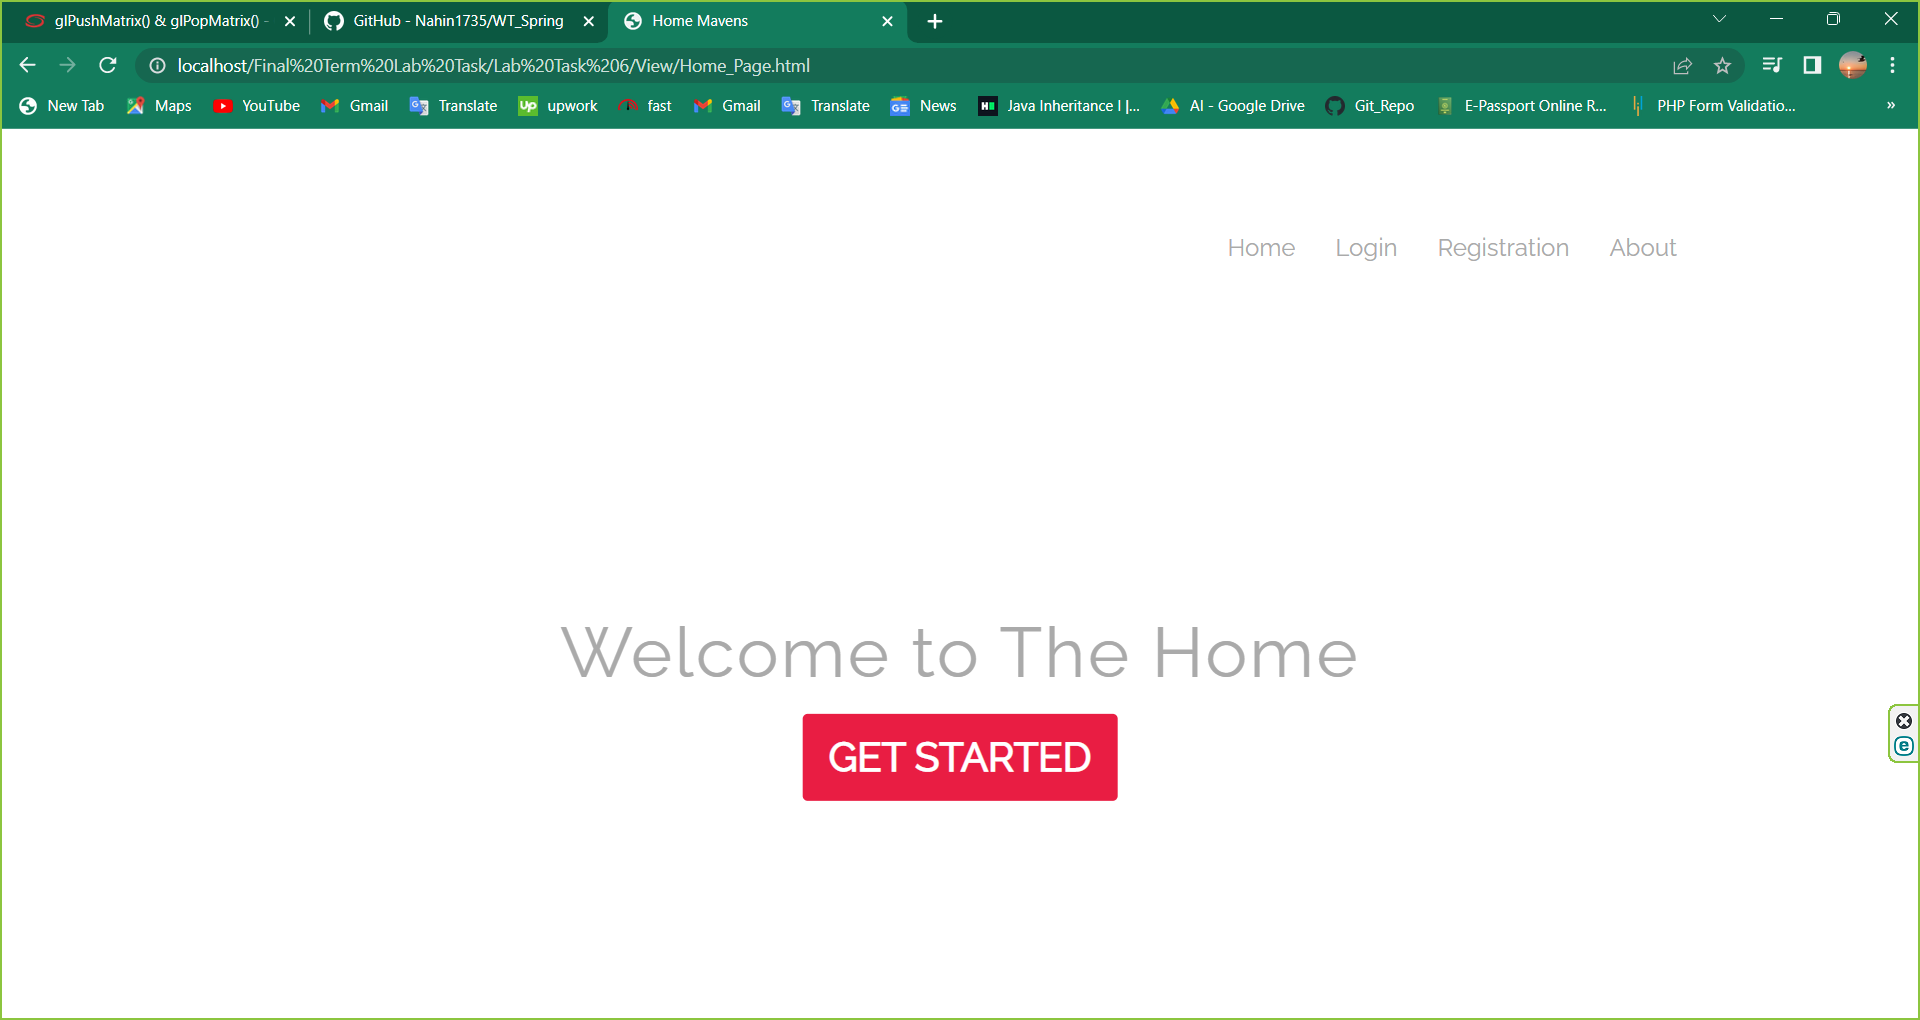 glPushMatrix() & glPopMatrix() -
GitHub - Nahin1735/WT_Spring
Home Mavens
localhost/Final%20Term%20Lab%20Task/Lab%20Task%206/View/Home_Page.html
New Tab Maps YouTube Gmail Translate upwork fast Gmail Translate News Java Inheritance I |... AI - Google Drive Git_Repo E-Passport Online R... PHP Form Validatio... »
Home Login Registration About
Welcome to The Home
GET STARTED